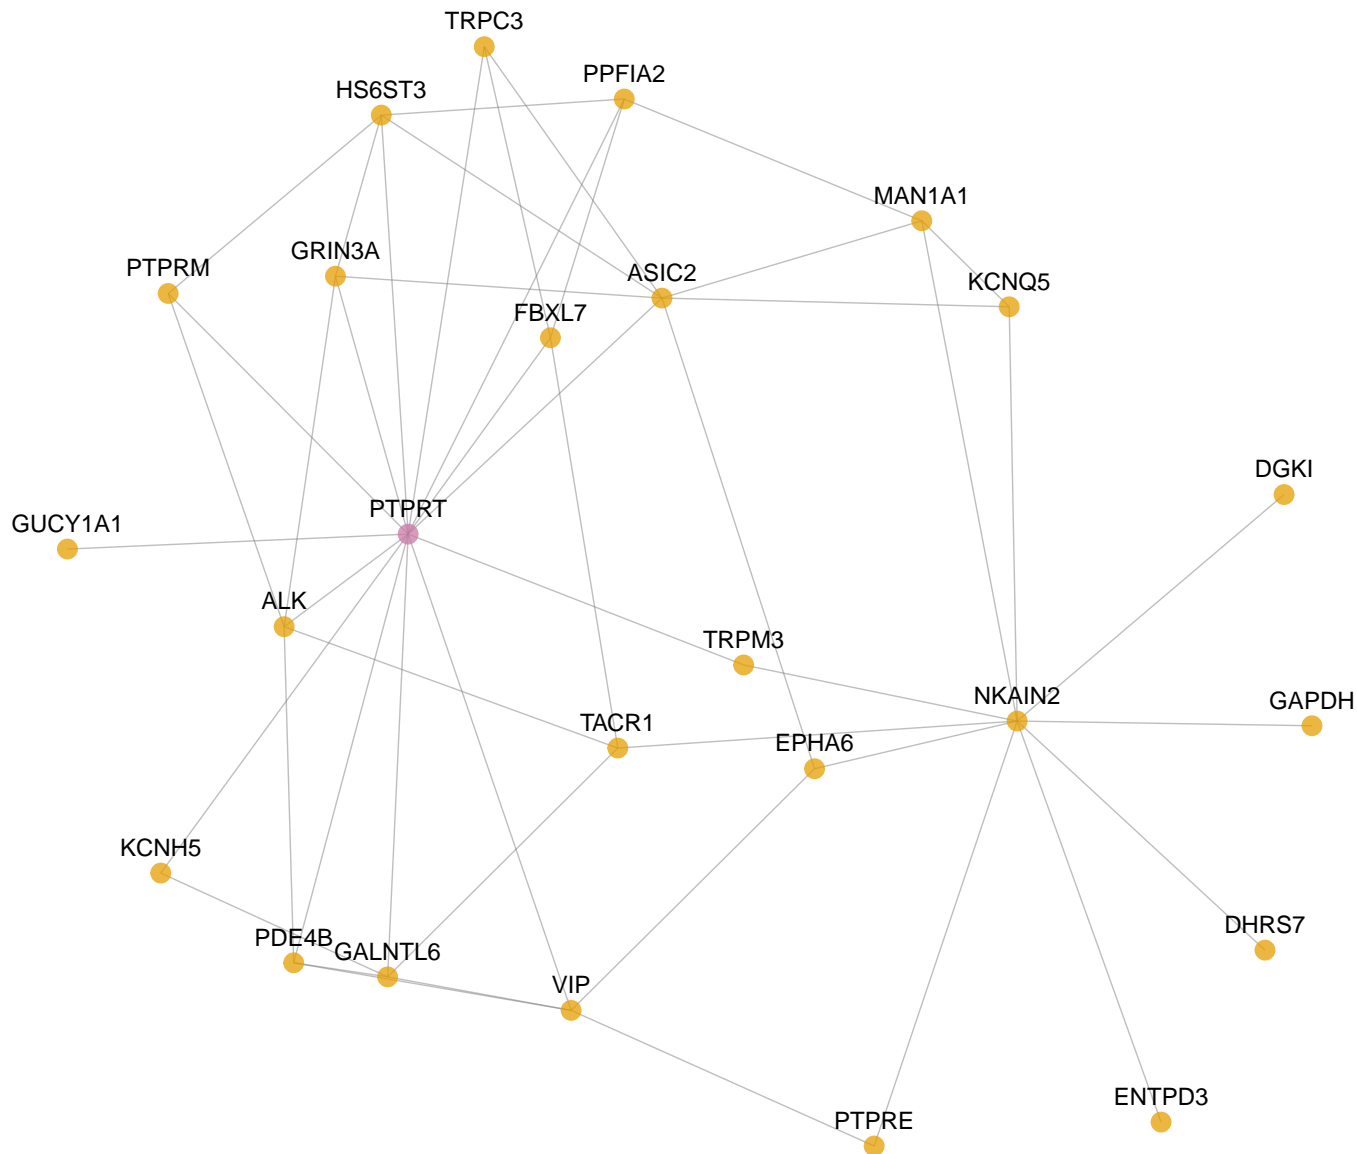 TRPC3
PPFIA2
HS6ST3
MAN1A1
GRIN3A
PTPRM
ASIC2
KCNQ5
FBXL7
DGKI
PTPRT
GUCY1A1
ALK
TRPM3
NKAIN2
GAPDH
TACR1
EPHA6
KCNH5
DHRS7
PDE4B
GALNTL6
VIP
ENTPD3
PTPRE